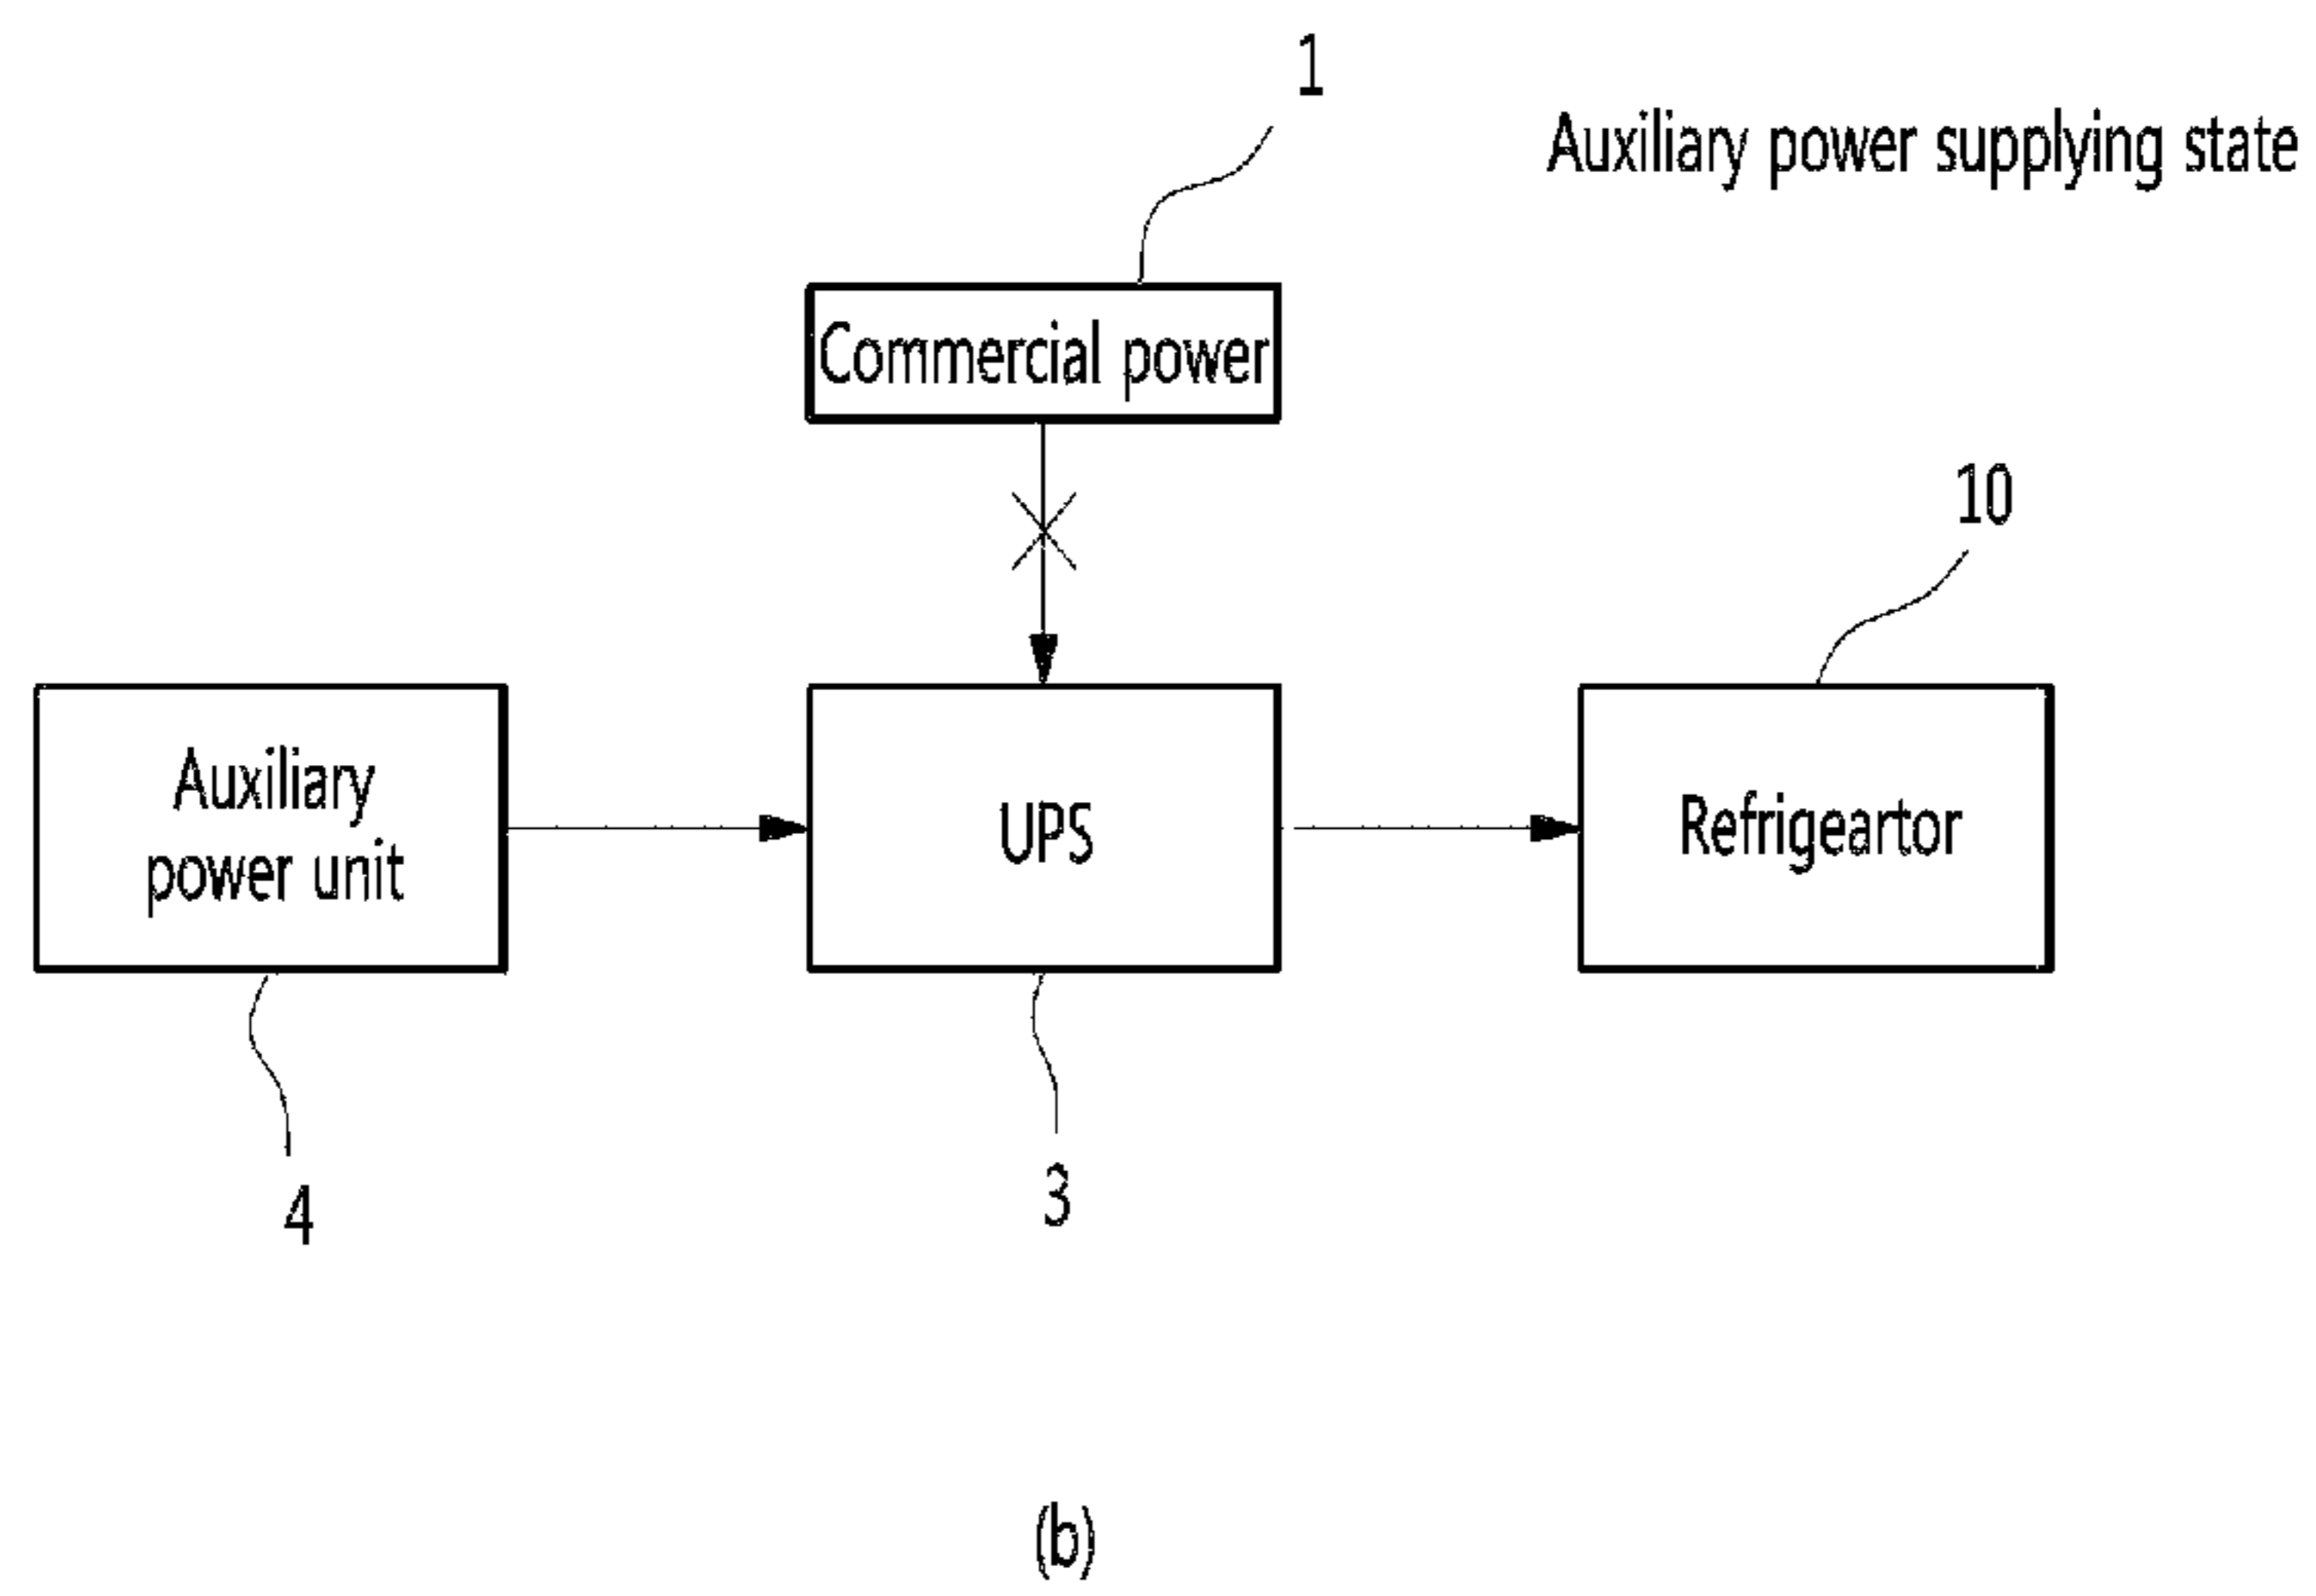 1
Auxiliary power supplying state
Commercial power
10
Auxiliary
power unit
UPS
Refrigeartor
4
3
(b)